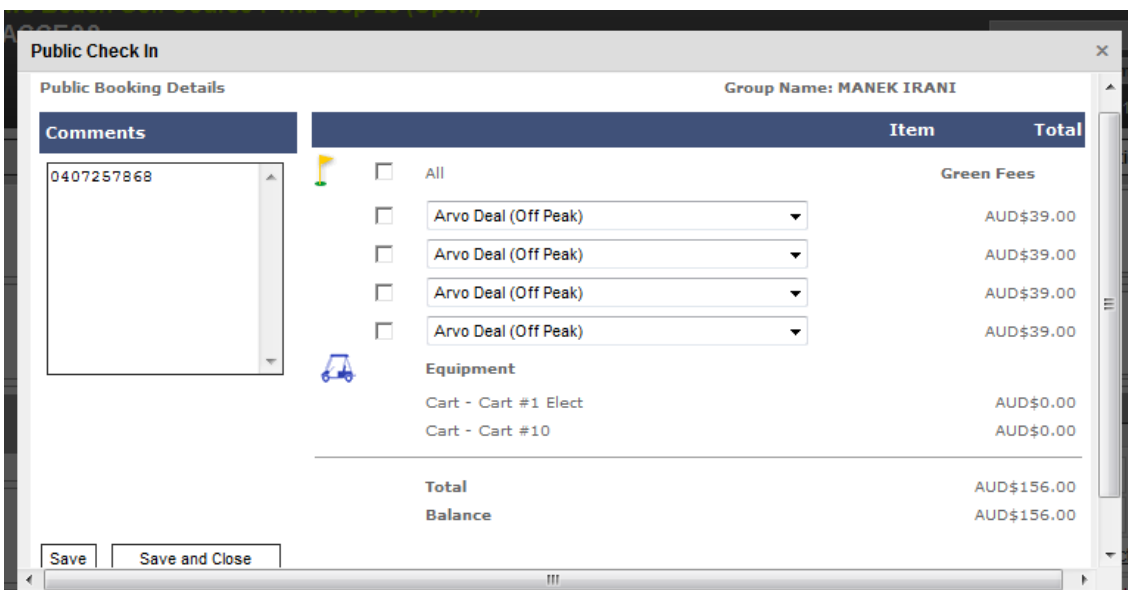 Public Check In
Public Booking Details
Group Name: MANEK IRANI
Comments
Item Total
0407257868
All
Green Fees
Arvo Deal (Off Peak) AUD$39.00
Arvo Deal (Off Peak) AUD$39.00
Arvo Deal (Off Peak) AUD$39.00
Arvo Deal (Off Peak) AUD$39.00
Equipment
Cart - Cart #1 Elect AUD$0.00
Cart - Cart #10 AUD$0.00
Total AUD$156.00
Balance AUD$156.00
Save Save and Close